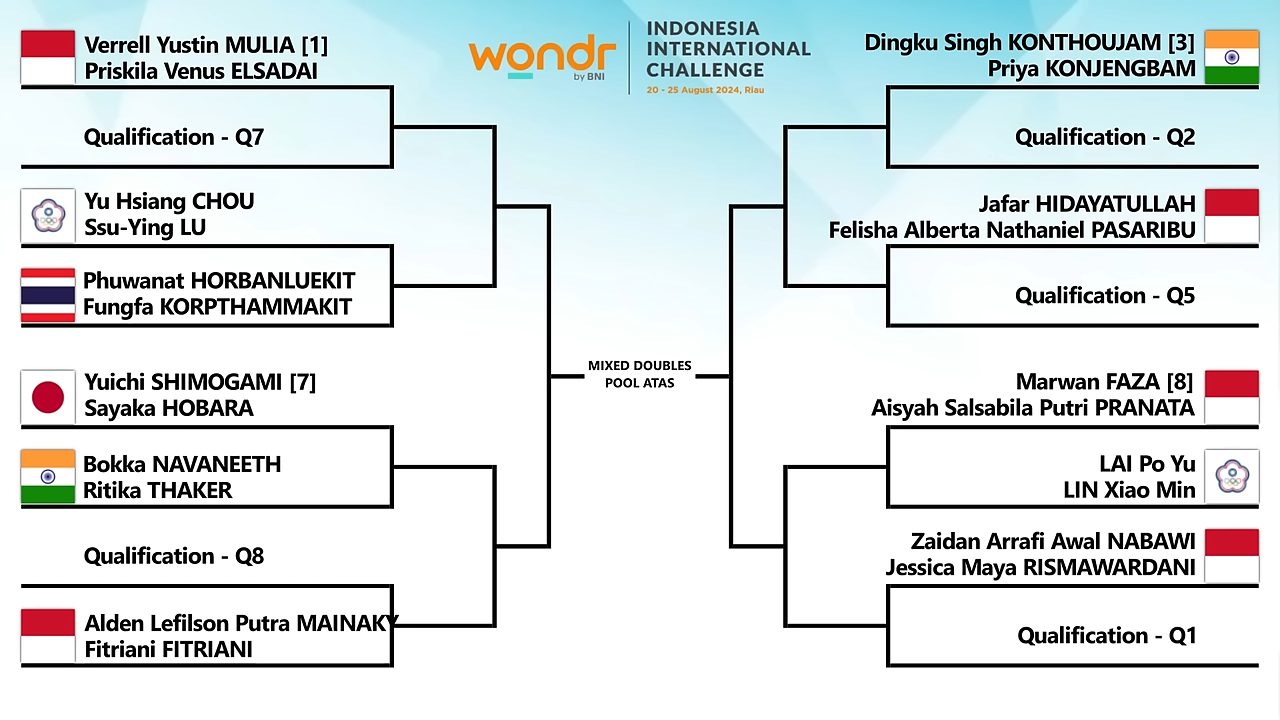 wondr
by BNI
INDONESIA
INTERNATIONAL
CHALLENGE
20 - 25 August 2024, Riau
Verrell Yustin MULIA [1]
Priskila Venus ELSADAI
Qualification - Q7
Yu Hsiang CHOU
Ssu-Ying LU
Phuwanat HORBANLUEKIT
Fungfa KORPTHAMMAKIT
Yuichi SHIMOGAMI [7]
Sayaka HOBARA
Bokka NAVANEETH
Ritika THAKER
Qualification - Q8
Alden Lefilson Putra MAINAKY
Fitriani FITRIANI
MIXED DOUBLES
POOL ATAS
Dingku Singh KONTHOUJAM [3]
Priya KONJENGBAM
Qualification - Q2
Jafar HIDAYATULLAH
Felisha Alberta Nathaniel PASARIBU
Qualification - Q5
Marwan FAZA [8]
Aisyah Salsabila Putri PRANATA
LAI Po Yu
LIN Xiao Min
Zaidan Arrafi Awal NABAWI
Jessica Maya RISMAWARDANI
Qualification - Q1